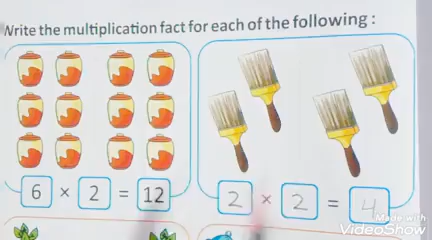 Write the multiplication fact for each of the following :
6 × 2 = 12
2 × 2 = 4
Made with
VideoShow